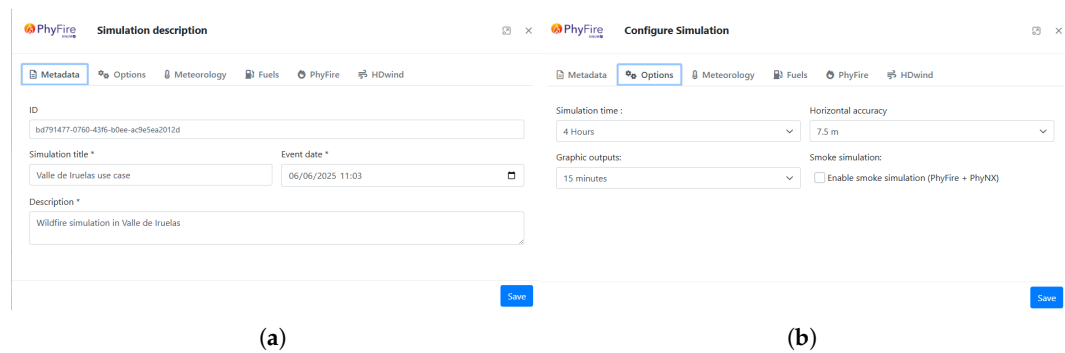 PhyFire Simulation description
Metadata Options Meteorology Fuels PhyFire HDwind
ID
bd791477-0760-43f6-b0ee-ac9e5ea2012d
Simulation title * Event date *
Valle de Iruelas use case 06/06/2025 11:03
Description *
Wildfire simulation in Valle de Iruelas
Save
(a)
PhyFire Configure Simulation
Metadata Options Meteorology Fuels PhyFire HDwind
Simulation time : Horizontal accuracy
4 Hours 7.5 m
Graphic outputs: Smoke simulation:
15 minutes Enable smoke simulation (PhyFire + PhyNX)
Save
(b)